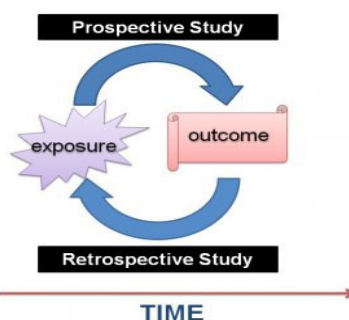 Prospective Study
exposure
outcome
Retrospective Study
TIME